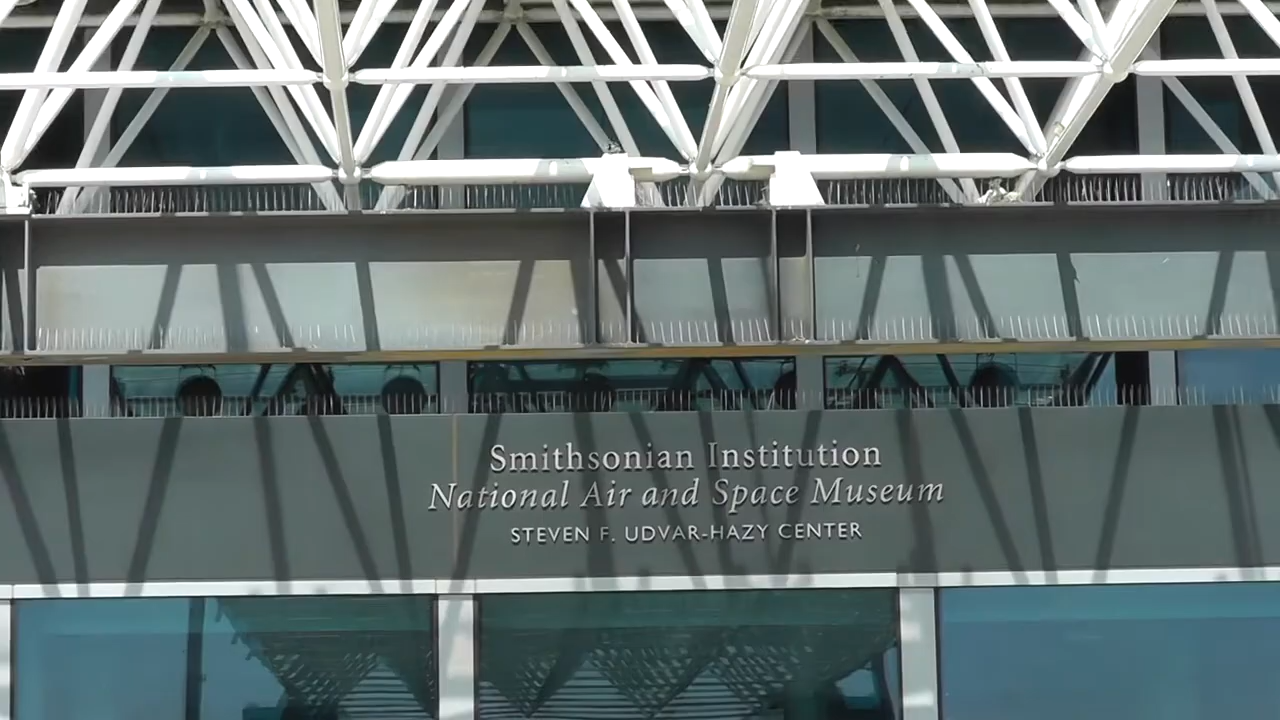 Smithsonian Institution
National Air and Space Museum
STEVEN F. UDVAR-HAZY CENTER